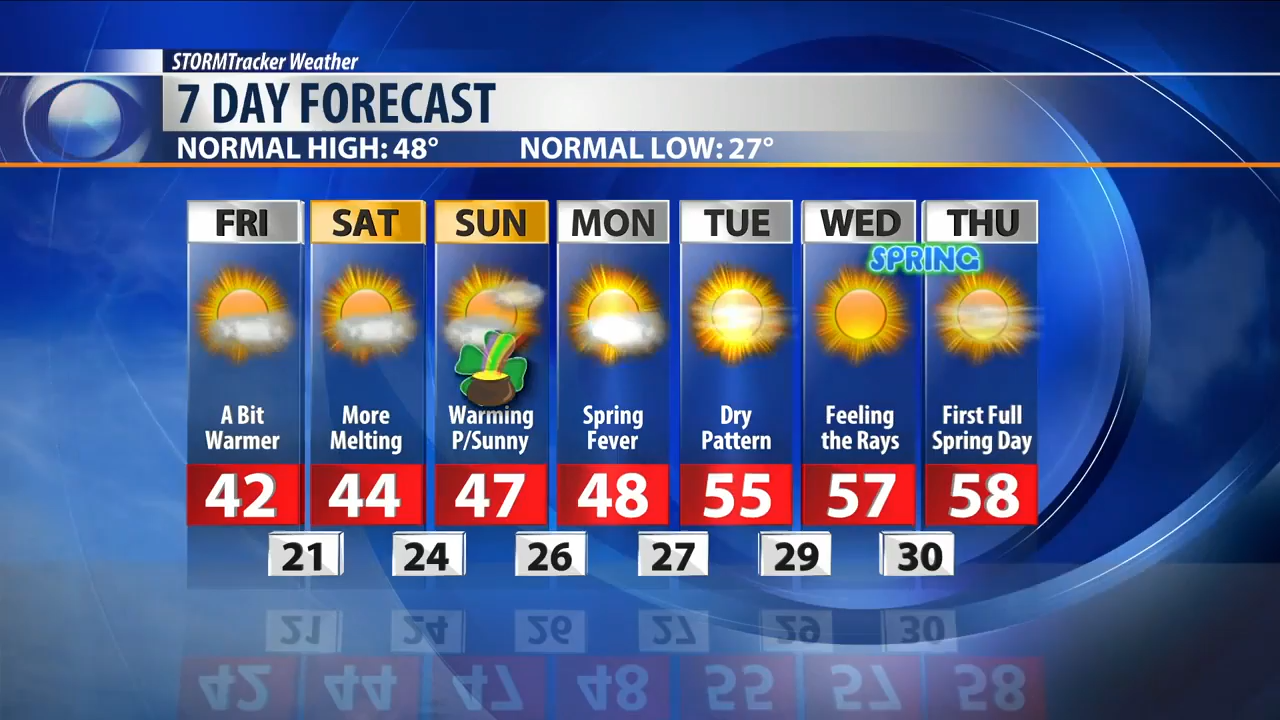 STORMTracker Weather
7 DAY FORECAST
NORMAL HIGH: 48° NORMAL LOW: 27°
FRI SAT SUN MON TUE WED THU
SPRING
A Bit More Warming Spring Dry Feeling First Full
Warmer Melting P/Sunny Fever Pattern the Rays Spring Day
42 44 47 48 55 57 58
21 24 26 27 29 30